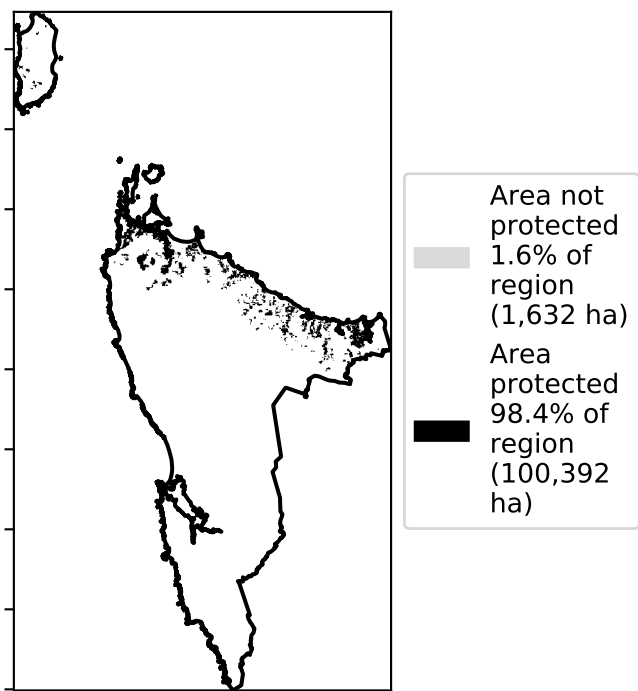 Area not
protected
1.6% of
region
(1,632 ha)
Area
protected
98.4% of
region
(100,392
ha)